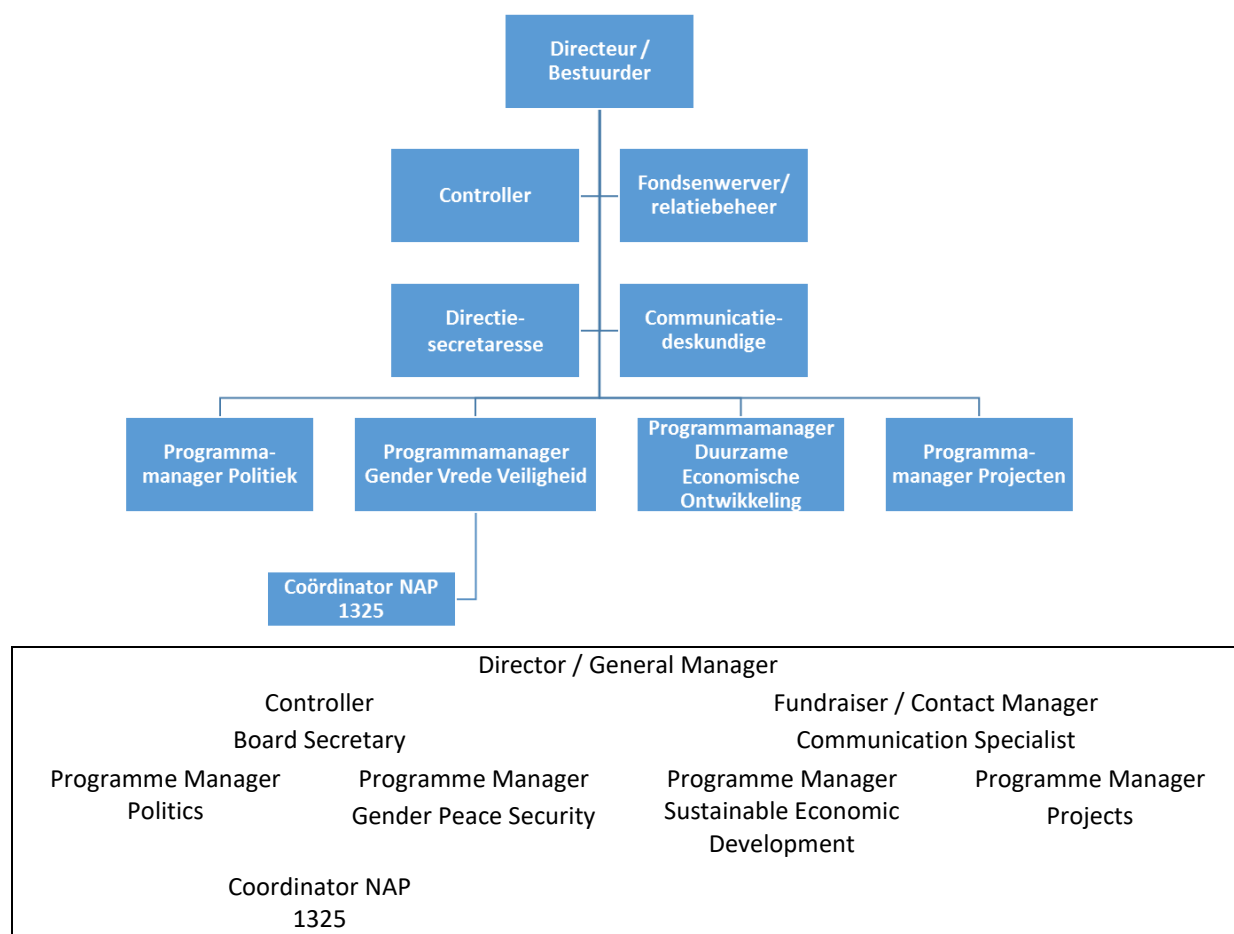 Directeur /
Bestuurder
Controller
Fondsenwerver/
relatiebeheer
Directie-
secretaresse
Communicatie-
deskundige
Programma-
manager Politiek
Programmamanager
Gender Vrede Veiligheid
Programmamanager
Duurzame
Economische
Ontwikkeling
Programma-
manager Projecten
Coördinator NAP
1325
Director / General Manager
Controller
Fundraiser / Contact Manager
Board Secretary
Communication Specialist
Programme Manager
Politics
Programme Manager
Gender Peace Security
Programme Manager
Sustainable Economic
Development
Programme Manager
Projects
Coordinator NAP
1325